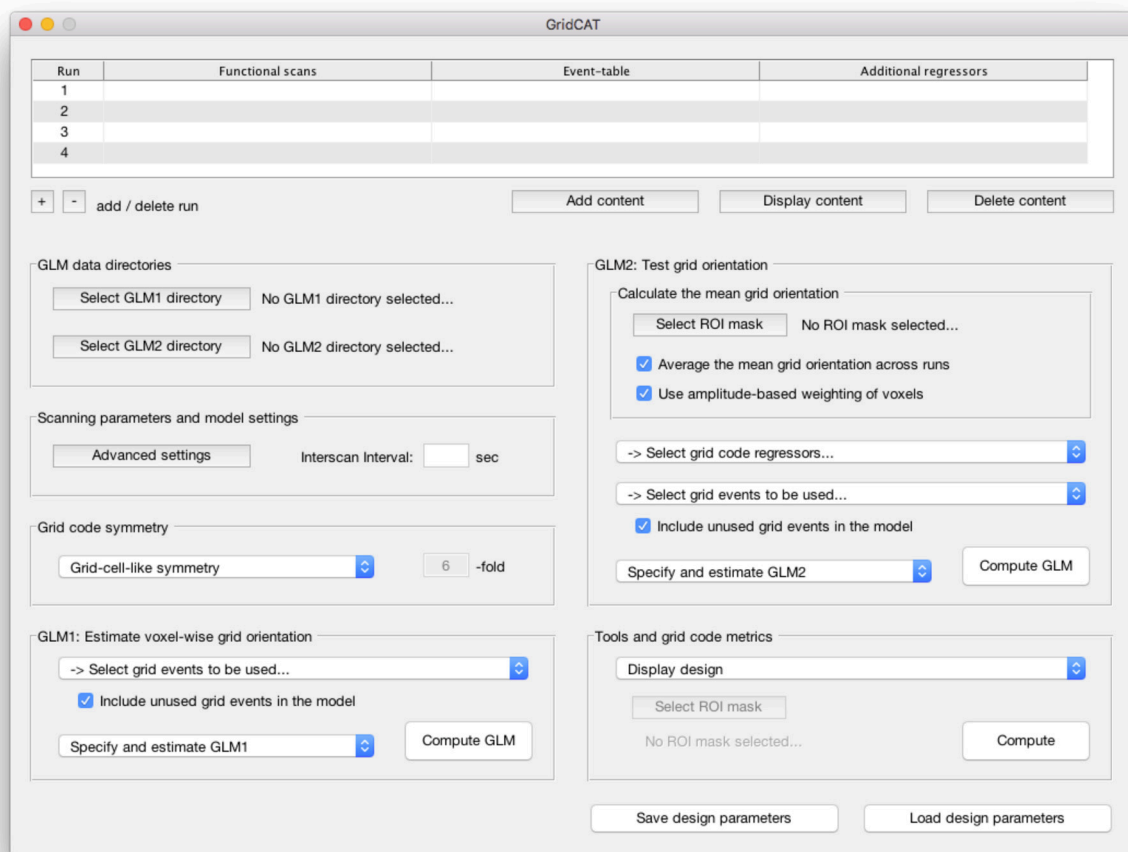 GridCAT
Run Functional scans Event-table Additional regressors
1
2
3
4
+ - add / delete run Add content Display content Delete content
GLM data directories
Select GLM1 directory No GLM1 directory selected...
Select GLM2 directory No GLM2 directory selected...
Scanning parameters and model settings
Advanced settings Interscan Interval: sec
Grid code symmetry
Grid-cell-like symmetry 6 -fold
GLM1: Estimate voxel-wise grid orientation
-> Select grid events to be used...
Include unused grid events in the model
Specify and estimate GLM1 Compute GLM
GLM2: Test grid orientation
Calculate the mean grid orientation
Select ROI mask No ROI mask selected...
Average the mean grid orientation across runs
Use amplitude-based weighting of voxels
-> Select grid code regressors...
-> Select grid events to be used...
Include unused grid events in the model
Specify and estimate GLM2 Compute GLM
Tools and grid code metrics
Display design
Select ROI mask
No ROI mask selected... Compute
Save design parameters Load design parameters